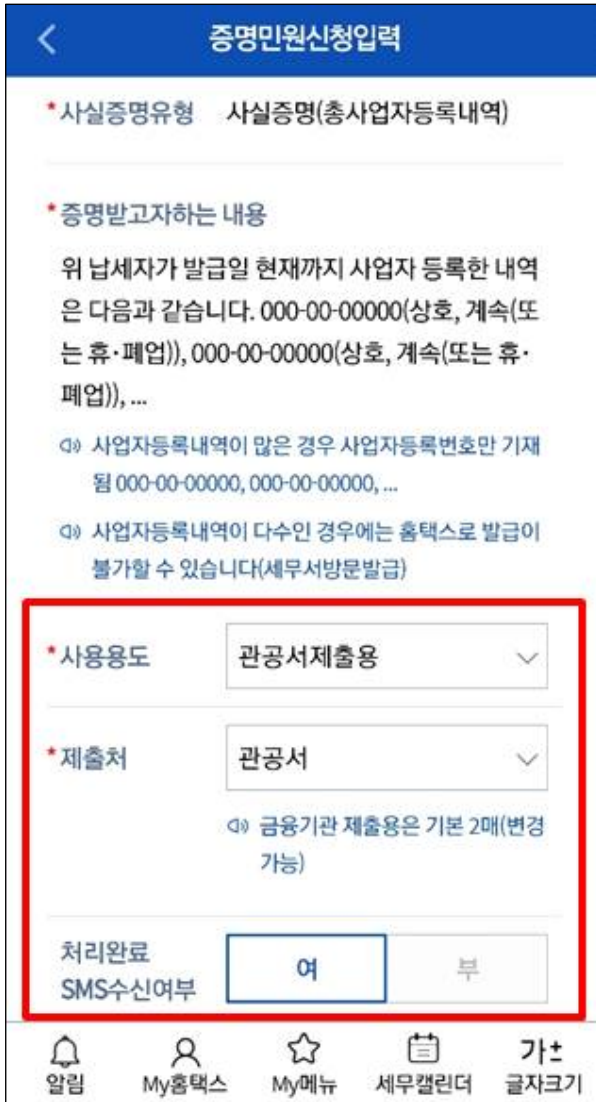 증명민원신청입력
*사실증명유형 사실증명(총사업자등록내역)
*증명받고자하는 내용
위 납세자가 발급일 현재까지 사업자 등록한 내역
은 다음과 같습니다. 000-00-00000(상호, 계속(또
는 휴·폐업)), 000-00-00000(상호, 계속(또는 휴·
폐업)), ...
사업자등록내역이 많은 경우 사업자등록번호만 기재
됨 000-00-00000, 000-00-00000, ...
사업자등록내역이 다수인 경우에는 홈택스로 발급이
불가할 수 있습니다(세무서방문발급)
*사용용도 관공서제출용
*제출처 관공서
금융기관 제출용은 기본 2매(변경
가능)
처리완료
SMS수신여부 여 부
알림 My홈택스 My메뉴 세무캘린더 가± 글자크기